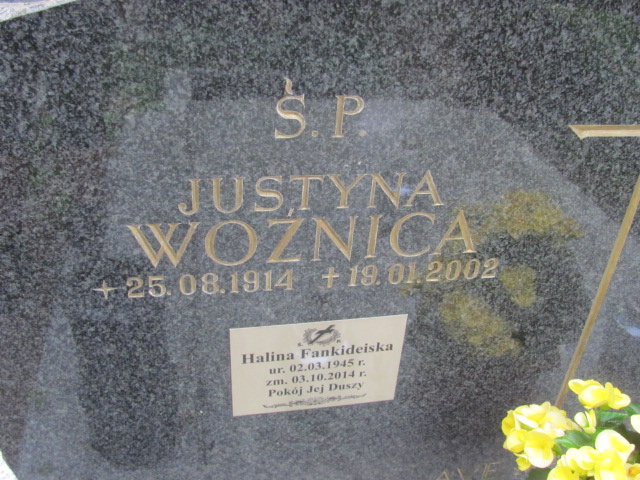 Ś.P.
JUSTYNA
WOŹNICA
+25.08.1914 +19.01.2002
Halina Fankideiska
ur. 02.03.1945 r.
zm. 03.10.2014 r.
Pokój Jej Duszy